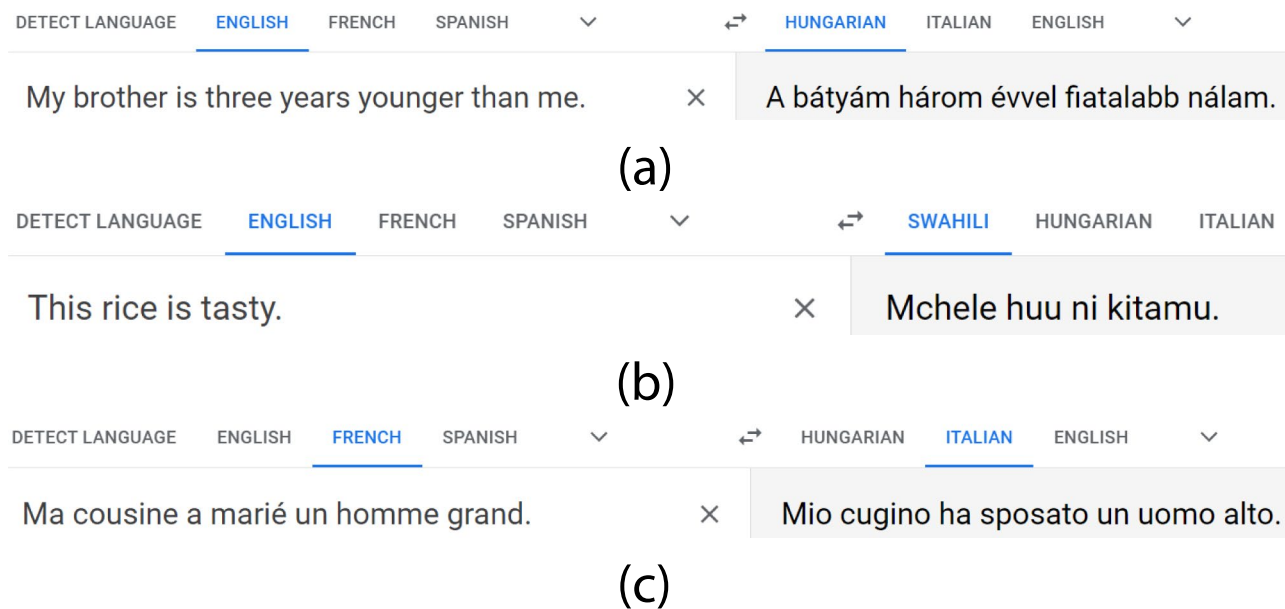 DETECT LANGUAGE ENGLISH FRENCH SPANISH HUNGARIAN ITALIAN ENGLISH
My brother is three years younger than me. A bátyám három évvel fiatalabb nálam.
(a)
DETECT LANGUAGE ENGLISH FRENCH SPANISH SWAHILI HUNGARIAN ITALIAN
This rice is tasty. Mchele huu ni kitamu.
(b)
DETECT LANGUAGE ENGLISH FRENCH SPANISH HUNGARIAN ITALIAN ENGLISH
Ma cousine a marié un homme grand. Mio cugino ha sposato un uomo alto.
(c)